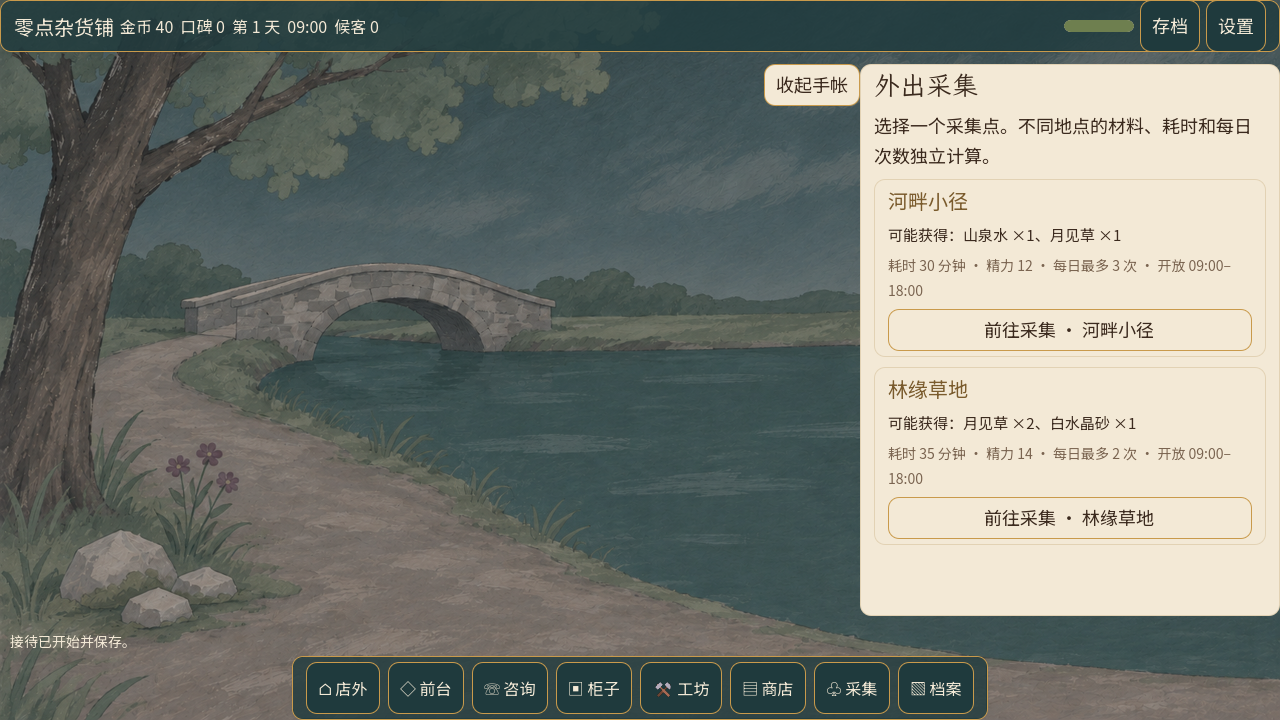 零点杂货铺 金币 40 口碑 0 第 1 天 09:00 候客 0
存档
设置
收起手帐
外出采集
选择一个采集点。不同地点的材料、耗时和每日
次数独立计算。
河畔小径
可能获得：山泉水 ×1、月见草 ×1
耗时 30 分钟 · 精力 12 · 每日最多 3 次 · 开放 09:00–
18:00
前往采集 · 河畔小径
林缘草地
可能获得：月见草 ×2、白水晶砂 ×1
耗时 35 分钟 · 精力 14 · 每日最多 2 次 · 开放 09:00–
18:00
前往采集 · 林缘草地
接待已开始并保存。
店外
前台
咨询
柜子
工坊
商店
采集
档案